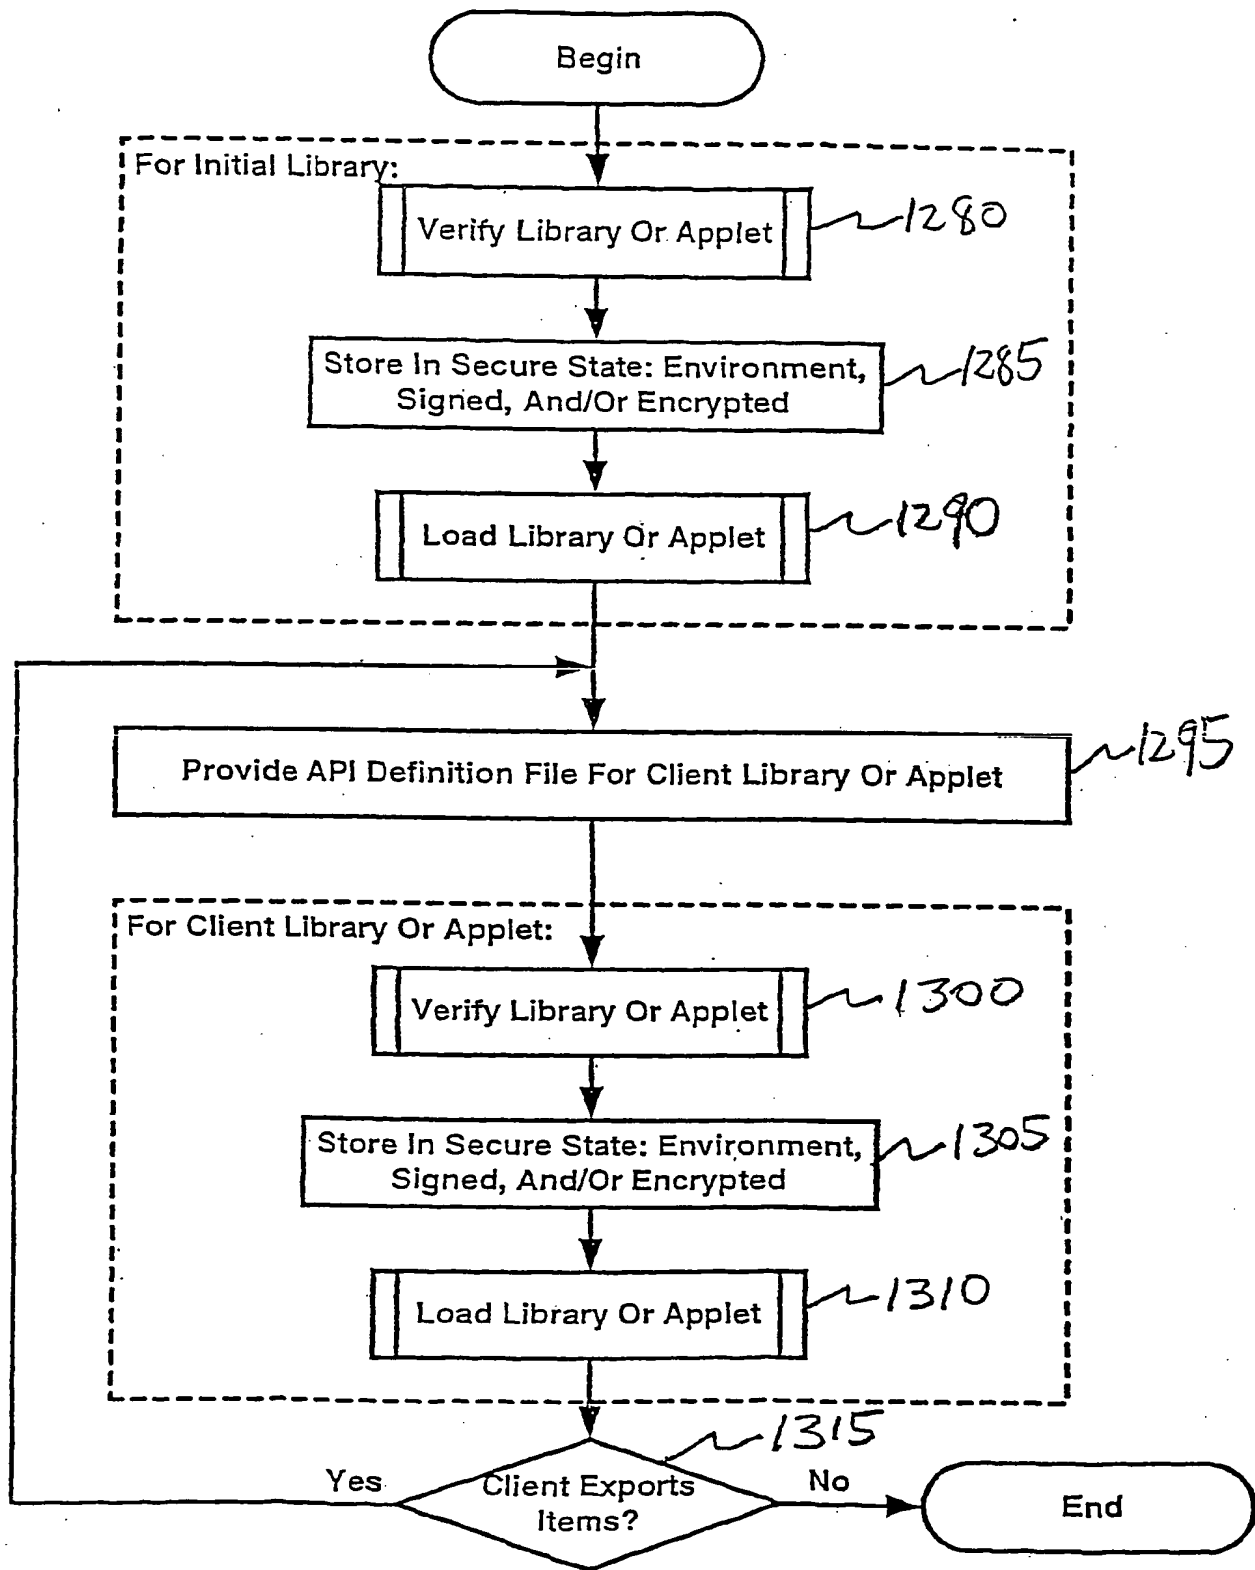 Begin
For Initial Library:
Verify Library Or Applet
1280
Store In Secure State: Environment,
Signed, And/Or Encrypted
1285
Load Library Or Applet
1290
Provide API Definition File For Client Library Or Applet
1295
For Client Library Or Applet:
Verify Library Or Applet
1300
Store In Secure State: Environment,
Signed, And/Or Encrypted
1305
Load Library Or Applet
1310
1315
Yes
Client Exports
Items?
No
End